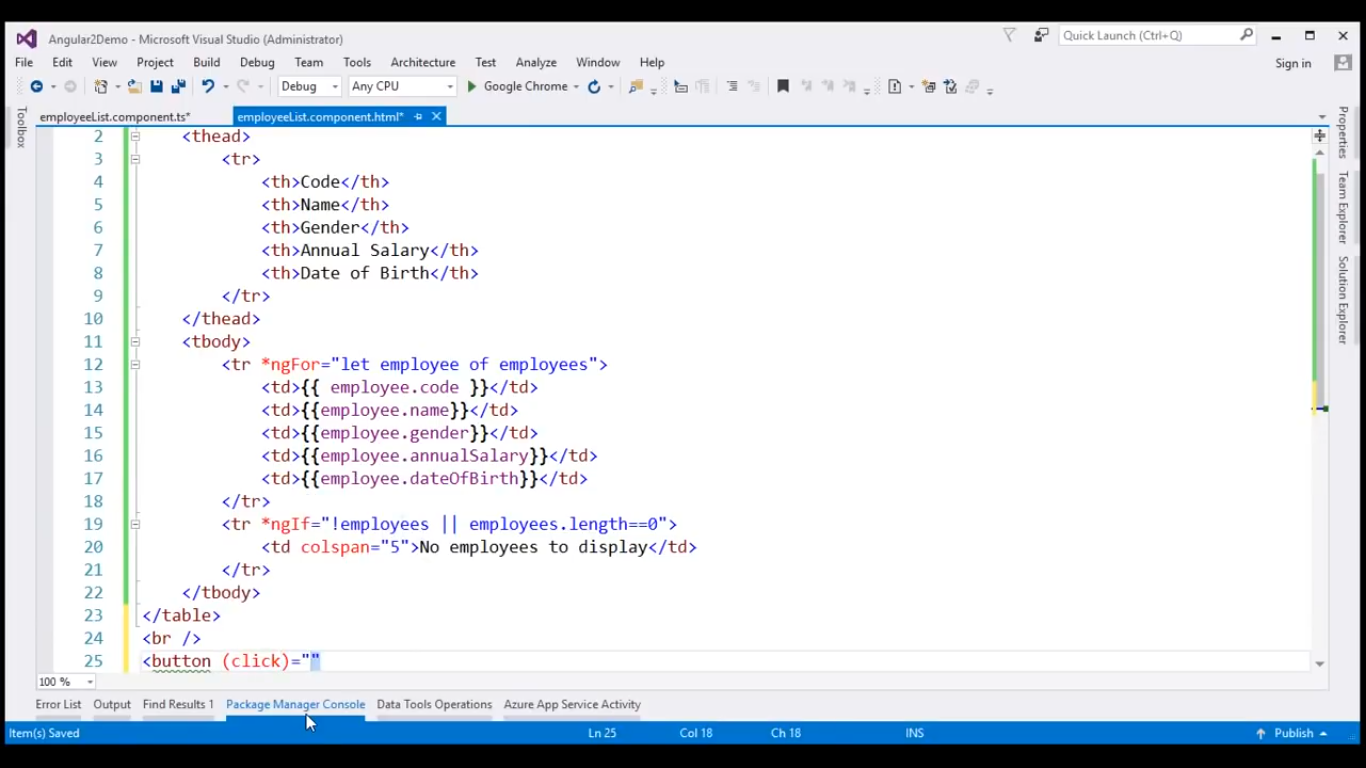 Angular2Demo - Microsoft Visual Studio (Administrator)
Quick Launch (Ctrl+Q)
File Edit View Project Build Debug Team Tools Architecture Test Analyze Window Help
Sign in
Debug Any CPU Google Chrome
Toolbox
employeeList.component.ts* employeeList.component.html*
Properties
Team Explorer
Solution Explorer
2 <thead>
3 <tr>
4 <th>Code</th>
5 <th>Name</th>
6 <th>Gender</th>
7 <th>Annual Salary</th>
8 <th>Date of Birth</th>
9 </tr>
10 </thead>
11 <tbody>
12 <tr *ngFor="let employee of employees">
13 <td>{{ employee.code }}</td>
14 <td>{{employee.name}}</td>
15 <td>{{employee.gender}}</td>
16 <td>{{employee.annualSalary}}</td>
17 <td>{{employee.dateOfBirth}}</td>
18 </tr>
19 <tr *ngIf="!employees || employees.length==0">
20 <td colspan="5">No employees to display</td>
21 </tr>
22 </tbody>
23 </table>
24 <br />
25 <button (click)=""
100 %
Error List Output Find Results 1 Package Manager Console Data Tools Operations Azure App Service Activity
Item(s) Saved Ln 25 Col 18 Ch 18 INS Publish